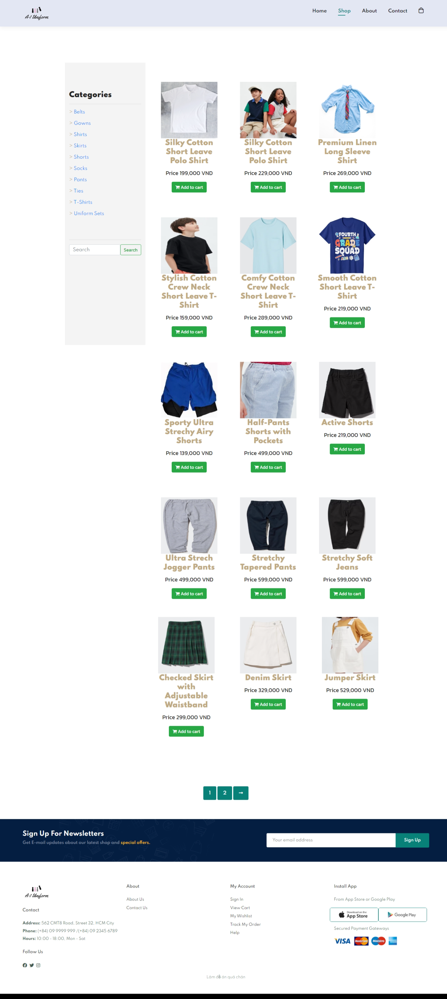 A-1 Uniform
Home
Shop
About
Contact
Categories
> Belts
> Gowns
> Shirts
> Skirts
> Shorts
> Socks
> Pants
> Ties
> T-Shirts
> Uniform Sets
Search
Search
Silky Cotton
Short Leave
Polo Shirt
Price 199,000 VND
Add to cart
Silky Cotton
Short Leave
Polo Shirt
Price 229,000 VND
Add to cart
Premium Linen
Long Sleeve
Shirt
Price 269,000 VND
Add to cart
Stylish Cotton
Crew Neck
Short Leave T-
Shirt
Price 159,000 VND
Add to cart
Comfy Cotton
Crew Neck
Short Leave T-
Shirt
Price 289,000 VND
Add to cart
FOURTH
GRADE
SQUAD
ABC
Smooth Cotton
Short Leave T-
Shirt
Price 219,000 VND
Add to cart
Sporty Ultra
Strechy Airy
Shorts
Price 139,000 VND
Add to cart
Half-Pants
Shorts with
Pockets
Price 499,000 VND
Add to cart
Active Shorts
Price 219,000 VND
Add to cart
Ultra Strech
Jogger Pants
Price 499,000 VND
Add to cart
Stretchy
Tapered Pants
Price 599,000 VND
Add to cart
Stretchy Soft
Jeans
Price 599,000 VND
Add to cart
Checked Skirt
with
Adjustable
Waistband
Price 299,000 VND
Add to cart
Denim Skirt
Price 329,000 VND
Add to cart
Jumper Skirt
Price 529,000 VND
Add to cart
1
2
→
Sign Up For Newsletters
Get E-mail updates about our latest shop and special offers.
Your email address
Sign Up
A-1 Uniform
Contact
Address: 562 CMT8 Road, Street 32, HCM City
Phone: (+84) 09 9999 999 /(+84) 09 2345 6789
Hours: 10:00 - 18:00, Mon - Sat
Follow Us
About
About Us
Contact Us
My Account
Sign In
View Cart
My Wishlist
Track My Order
Help
Install App
From App Store or Google Play
Download on the
App Store
Google Play
Secured Payment Gateways
VISA
MasterCard
Maestro
Làm đồ án quá chán